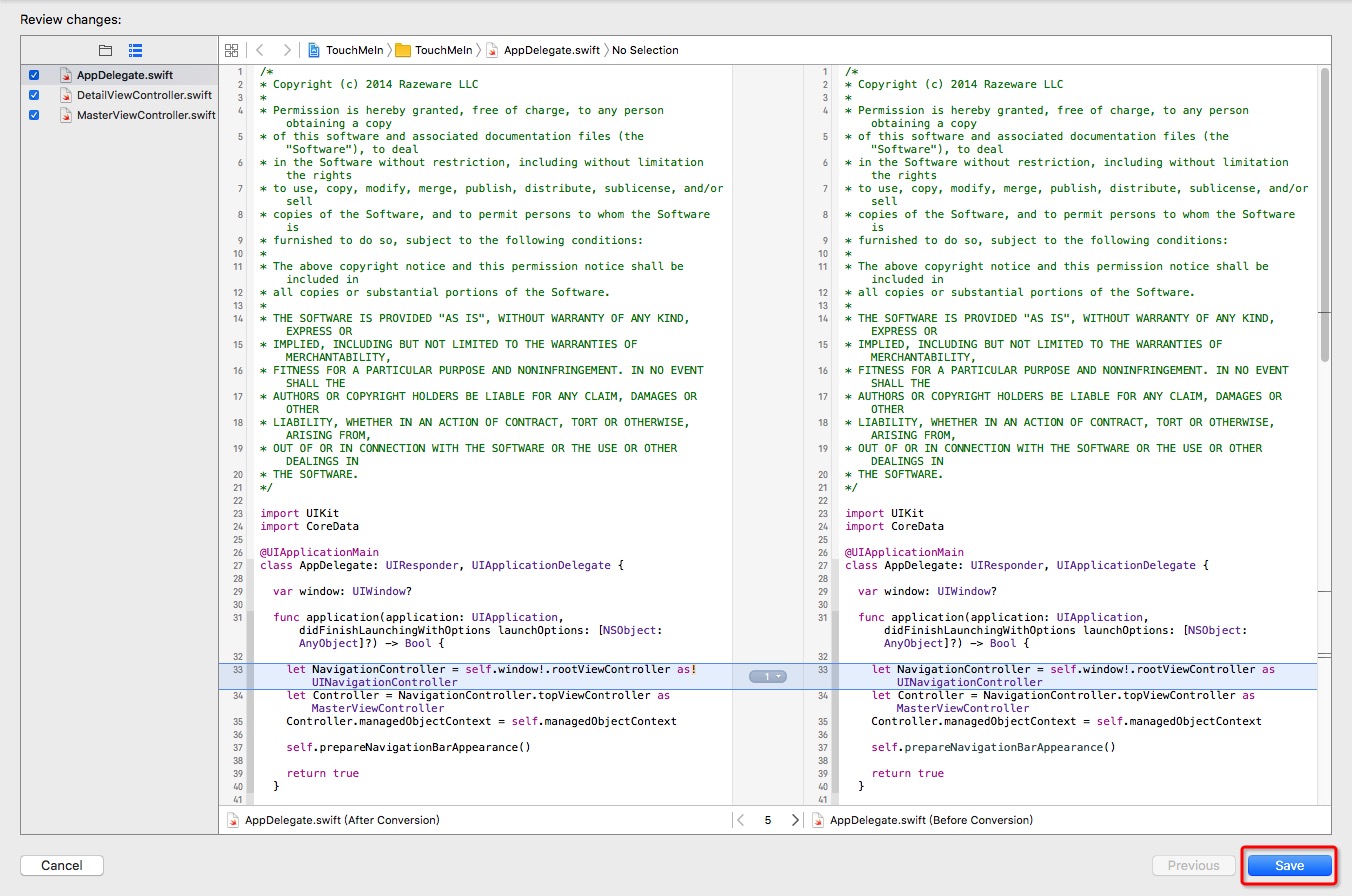 Review changes:
TouchMeIn TouchMeIn AppDelegate.swift No Selection
AppDelegate.swift
DetailViewController.swift
MasterViewController.swift
1 /*
2 * Copyright (c) 2014 Razeware LLC
3 *
4 * Permission is hereby granted, free of charge, to any person
obtaining a copy
5 * of this software and associated documentation files (the
"Software"), to deal
6 * in the Software without restriction, including without limitation
the rights
7 * to use, copy, modify, merge, publish, distribute, sublicense, and/or
sell
8 * copies of the Software, and to permit persons to whom the Software
is
9 * furnished to do so, subject to the following conditions:
10 *
11 * The above copyright notice and this permission notice shall be
included in
12 * all copies or substantial portions of the Software.
13 *
14 * THE SOFTWARE IS PROVIDED "AS IS", WITHOUT WARRANTY OF ANY KIND,
EXPRESS OR
15 * IMPLIED, INCLUDING BUT NOT LIMITED TO THE WARRANTIES OF
MERCHANTABILITY,
16 * FITNESS FOR A PARTICULAR PURPOSE AND NONINFRINGEMENT. IN NO EVENT
SHALL THE
17 * AUTHORS OR COPYRIGHT HOLDERS BE LIABLE FOR ANY CLAIM, DAMAGES OR
OTHER
18 * LIABILITY, WHETHER IN AN ACTION OF CONTRACT, TORT OR OTHERWISE,
ARISING FROM,
19 * OUT OF OR IN CONNECTION WITH THE SOFTWARE OR THE USE OR OTHER
DEALINGS IN
20 * THE SOFTWARE.
21 */
22
23 import UIKit
24 import CoreData
25
26 @UIApplicationMain
27 class AppDelegate: UIResponder, UIApplicationDelegate {
28
29 var window: UIWindow?
30
31 func application(application: UIApplication,
didFinishLaunchingWithOptions launchOptions: [NSObject:
AnyObject]?) -> Bool {
32
33 let NavigationController = self.window!.rootViewController as!
UINavigationController
34 let Controller = NavigationController.topViewController as
MasterViewController
35 Controller.managedObjectContext = self.managedObjectContext
36
37 self.prepareNavigationBarAppearance()
38
39 return true
40 }
41
1
1 /*
2 * Copyright (c) 2014 Razeware LLC
3 *
4 * Permission is hereby granted, free of charge, to any person
obtaining a copy
5 * of this software and associated documentation files (the
"Software"), to deal
6 * in the Software without restriction, including without limitation
the rights
7 * to use, copy, modify, merge, publish, distribute, sublicense, and/or
sell
8 * copies of the Software, and to permit persons to whom the Software
is
9 * furnished to do so, subject to the following conditions:
10 *
11 * The above copyright notice and this permission notice shall be
included in
12 * all copies or substantial portions of the Software.
13 *
14 * THE SOFTWARE IS PROVIDED "AS IS", WITHOUT WARRANTY OF ANY KIND,
EXPRESS OR
15 * IMPLIED, INCLUDING BUT NOT LIMITED TO THE WARRANTIES OF
MERCHANTABILITY,
16 * FITNESS FOR A PARTICULAR PURPOSE AND NONINFRINGEMENT. IN NO EVENT
SHALL THE
17 * AUTHORS OR COPYRIGHT HOLDERS BE LIABLE FOR ANY CLAIM, DAMAGES OR
OTHER
18 * LIABILITY, WHETHER IN AN ACTION OF CONTRACT, TORT OR OTHERWISE,
ARISING FROM,
19 * OUT OF OR IN CONNECTION WITH THE SOFTWARE OR THE USE OR OTHER
DEALINGS IN
20 * THE SOFTWARE.
21 */
22
23 import UIKit
24 import CoreData
25
26 @UIApplicationMain
27 class AppDelegate: UIResponder, UIApplicationDelegate {
28
29 var window: UIWindow?
30
31 func application(application: UIApplication,
didFinishLaunchingWithOptions launchOptions: [NSObject:
AnyObject]?) -> Bool {
32
33 let NavigationController = self.window!.rootViewController as
UINavigationController
34 let Controller = NavigationController.topViewController as
MasterViewController
35 Controller.managedObjectContext = self.managedObjectContext
36
37 self.prepareNavigationBarAppearance()
38
39 return true
40 }
41
AppDelegate.swift (After Conversion) 5 AppDelegate.swift (Before Conversion)
Cancel Previous Save